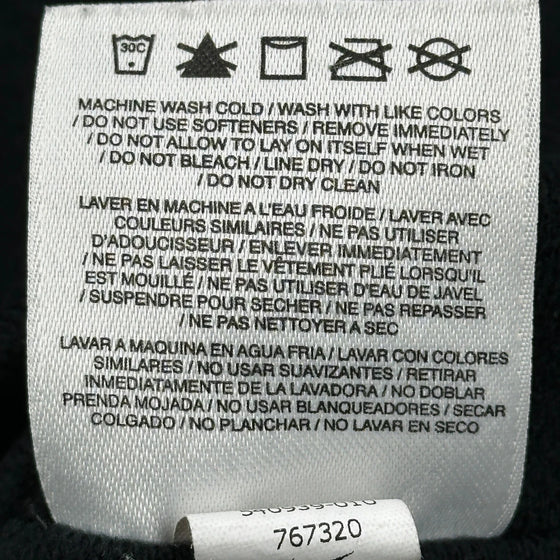 30C
MACHINE WASH COLD / WASH WITH LIKE COLORS
/ DO NOT USE SOFTENERS / REMOVE IMMEDIATELY
/ DO NOT ALLOW TO LAY ON ITSELF WHEN WET
/ DO NOT BLEACH / LINE DRY / DO NOT IRON
/ DO NOT DRY CLEAN
LAVER EN MACHINE A L'EAU FROIDE / LAVER AVEC
COULEURS SIMILAIRES / NE PAS UTILISER
D'ADOUCISSEUR / ENLEVER IMMEDIATEMENT
/ NE PAS LAISSER LE VÊTEMENT PLIÉ LORSQU'IL
EST MOUILLÉ / NE PAS UTILISER D'EAU DE JAVEL
/ SUSPENDRE POUR SECHER / NE PAS REPASSER
/ NE PAS NETTOYER A SEC
LAVAR A MAQUINA EN AGUA FRIA / LAVAR CON COLORES
SIMILARES / NO USAR SUAVIZANTES / RETIRAR
INMEDIATAMENTE DE LA LAVADORA / NO DOBLAR
PRENDA MOJADA / NO USAR BLANQUEADORES / SECAR
COLGADO / NO PLANCHAR / NO LAVAR EN SECO
767320